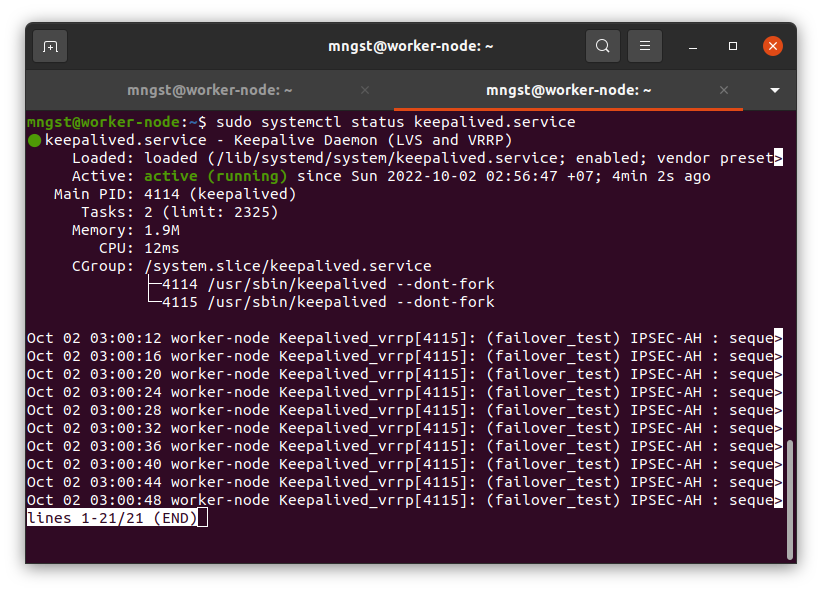 mngst@worker-node: ~
mngst@worker-node: ~
mngst@worker-node: ~
mngst@worker-node:~$ sudo systemctl status keepalived.service
keepalived.service - Keepalive Daemon (LVS and VRRP)
Loaded: loaded (/lib/systemd/system/keepalived.service; enabled; vendor preset>
Active: active (running) since Sun 2022-10-02 02:56:47 +07; 4min 2s ago
Main PID: 4114 (keepalived)
Tasks: 2 (limit: 2325)
Memory: 1.9M
CPU: 12ms
CGroup: /system.slice/keepalived.service
├─4114 /usr/sbin/keepalived --dont-fork
└─4115 /usr/sbin/keepalived --dont-fork
Oct 02 03:00:12 worker-node Keepalived_vrrp[4115]: (failover_test) IPSEC-AH : seque>
Oct 02 03:00:16 worker-node Keepalived_vrrp[4115]: (failover_test) IPSEC-AH : seque>
Oct 02 03:00:20 worker-node Keepalived_vrrp[4115]: (failover_test) IPSEC-AH : seque>
Oct 02 03:00:24 worker-node Keepalived_vrrp[4115]: (failover_test) IPSEC-AH : seque>
Oct 02 03:00:28 worker-node Keepalived_vrrp[4115]: (failover_test) IPSEC-AH : seque>
Oct 02 03:00:32 worker-node Keepalived_vrrp[4115]: (failover_test) IPSEC-AH : seque>
Oct 02 03:00:36 worker-node Keepalived_vrrp[4115]: (failover_test) IPSEC-AH : seque>
Oct 02 03:00:40 worker-node Keepalived_vrrp[4115]: (failover_test) IPSEC-AH : seque>
Oct 02 03:00:44 worker-node Keepalived_vrrp[4115]: (failover_test) IPSEC-AH : seque>
Oct 02 03:00:48 worker-node Keepalived_vrrp[4115]: (failover_test) IPSEC-AH : seque>
lines 1-21/21 (END)